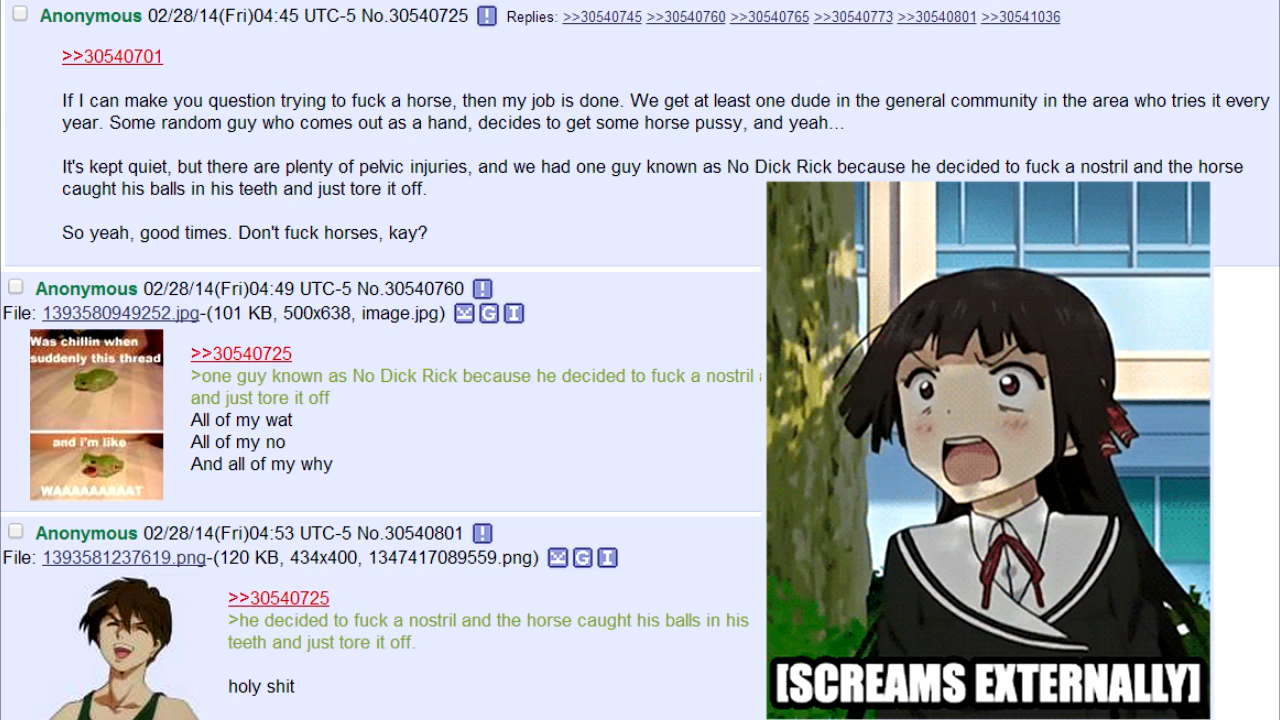 Anonymous 02/28/14(Fri)04:45 UTC-5 No.30540725 ! Replies: >>30540745 >>30540760 >>30540765 >>30540773 >>30540801 >>30541036
>>30540701
If I can make you question trying to fuck a horse, then my job is done. We get at least one dude in the general community in the area who tries it every
year. Some random guy who comes out as a hand, decides to get some horse pussy, and yeah...
It's kept quiet, but there are plenty of pelvic injuries, and we had one guy known as No Dick Rick because he decided to fuck a nostril and the horse
caught his balls in his teeth and just tore it off.
So yeah, good times. Don't fuck horses, kay?
Anonymous 02/28/14(Fri)04:49 UTC-5 No.30540760 !
File: 1393580949252.jpg-(101 KB, 500x638, image.jpg) G I
Was chillin when
suddenly this thread
and i'm like
WAAAAAAAAAT
>>30540725
>one guy known as No Dick Rick because he decided to fuck a nostril
and just tore it off
All of my wat
All of my no
And all of my why
Anonymous 02/28/14(Fri)04:53 UTC-5 No.30540801 !
File: 1393581237619.png-(120 KB, 434x400, 1347417089559.png) G I
>>30540725
>he decided to fuck a nostril and the horse caught his balls in his
teeth and just tore it off.
holy shit
[SCREAMS EXTERNALLY]